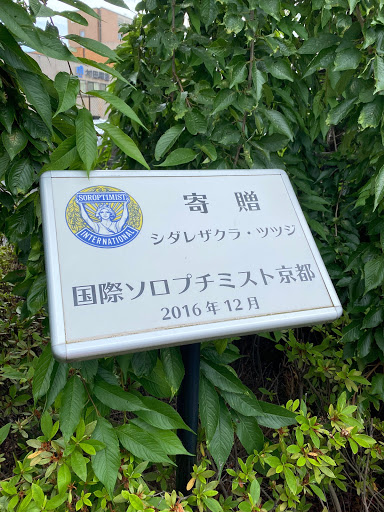 SOROPTIMIST
INTERNATIONAL
寄贈
シダレザクラ・ツツジ
国際ソロプチミスト京都
2016年12月